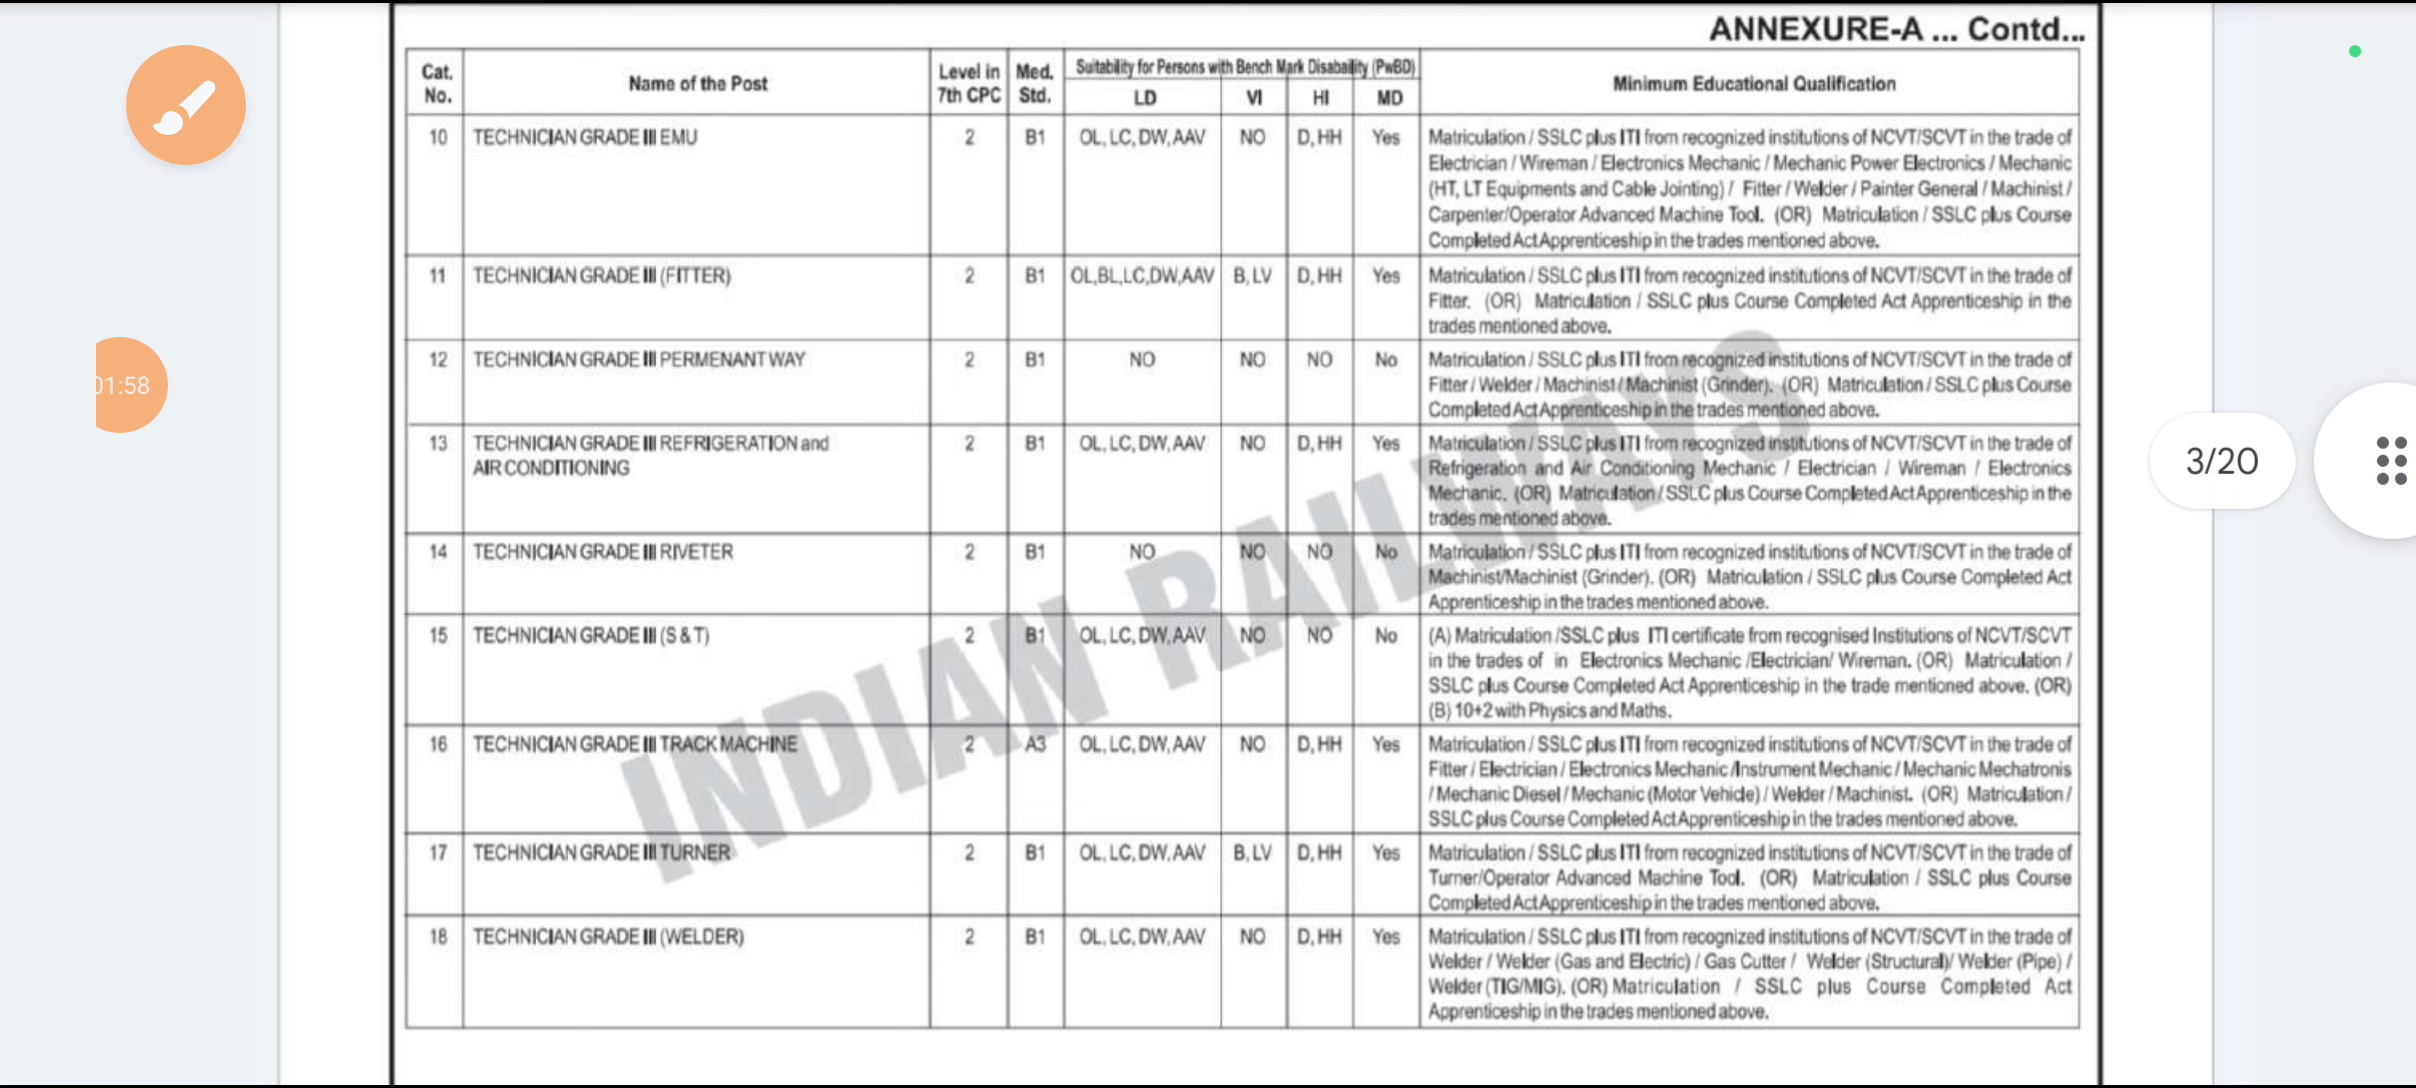 ANNEXURE-A ... Contd...
Cat. No. Name of the Post Level in 7th CPC Med. Std. Suitability for Persons with Bench Mark Disabaility (PwBD) Minimum Educational Qualification
LD VI HI MD
10 TECHNICIAN GRADE III EMU 2 B1 OL, LC, DW, AAV NO D, HH Yes Matriculation / SSLC plus ITI from recognized institutions of NCVT/SCVT in the trade of
Electrician / Wireman / Electronics Mechanic / Mechanic Power Electronics / Mechanic
(HT, LT Equipments and Cable Jointing) / Fitter / Welder / Painter General / Machinist /
Carpenter/Operator Advanced Machine Tool. (OR) Matriculation / SSLC plus Course
Completed Act Apprenticeship in the trades mentioned above.
11 TECHNICIAN GRADE III (FITTER) 2 B1 OL,BL,LC,DW,AAV B, LV D, HH Yes Matriculation / SSLC plus ITI from recognized institutions of NCVT/SCVT in the trade of
Fitter. (OR) Matriculation / SSLC plus Course Completed Act Apprenticeship in the
trades mentioned above.
12 TECHNICIAN GRADE III PERMENANT WAY 2 B1 NO NO NO No Matriculation / SSLC plus ITI from recognized institutions of NCVT/SCVT in the trade of
Fitter / Welder / Machinist / Machinist (Grinder). (OR) Matriculation / SSLC plus Course
Completed Act Apprenticeship in the trades mentioned above.
01:58
3/20
13 TECHNICIAN GRADE III REFRIGERATION and 2 B1 OL, LC, DW, AAV NO D, HH Yes Matriculation / SSLC plus ITI from recognized institutions of NCVT/SCVT in the trade of
AIR CONDITIONING Refrigeration and Air Conditioning Mechanic / Electrician / Wireman / Electronics
Mechanic. (OR) Matriculation / SSLC plus Course Completed Act Apprenticeship in the
trades mentioned above.
14 TECHNICIAN GRADE III RIVETER 2 B1 NO NO NO No Matriculation / SSLC plus ITI from recognized institutions of NCVT/SCVT in the trade of
Machinist/Machinist (Grinder). (OR) Matriculation / SSLC plus Course Completed Act
Apprenticeship in the trades mentioned above.
15 TECHNICIAN GRADE III (S & T) 2 B1 OL, LC, DW, AAV NO NO No (A) Matriculation /SSLC plus ITI certificate from recognised Institutions of NCVT/SCVT
in the trades of in Electronics Mechanic /Electrician/ Wireman. (OR) Matriculation /
SSLC plus Course Completed Act Apprenticeship in the trade mentioned above. (OR)
(B) 10+2 with Physics and Maths.
16 TECHNICIAN GRADE III TRACK MACHINE 2 A3 OL, LC, DW, AAV NO D, HH Yes Matriculation / SSLC plus ITI from recognized institutions of NCVT/SCVT in the trade of
Fitter / Electrician / Electronics Mechanic /Instrument Mechanic / Mechanic Mechatronis
/ Mechanic Diesel / Mechanic (Motor Vehicle) / Welder / Machinist. (OR) Matriculation /
SSLC plus Course Completed Act Apprenticeship in the trades mentioned above.
17 TECHNICIAN GRADE III TURNER 2 B1 OL, LC, DW, AAV B, LV D, HH Yes Matriculation / SSLC plus ITI from recognized institutions of NCVT/SCVT in the trade of
Turner/Operator Advanced Machine Tool. (OR) Matriculation / SSLC plus Course
Completed Act Apprenticeship in the trades mentioned above.
18 TECHNICIAN GRADE III (WELDER) 2 B1 OL, LC, DW, AAV NO D, HH Yes Matriculation / SSLC plus ITI from recognized institutions of NCVT/SCVT in the trade of
Welder / Welder (Gas and Electric) / Gas Cutter / Welder (Structural)/ Welder (Pipe) /
Welder (TIG/MIG). (OR) Matriculation / SSLC plus Course Completed Act
Apprenticeship in the trades mentioned above.
INDIAN RAILWAYS